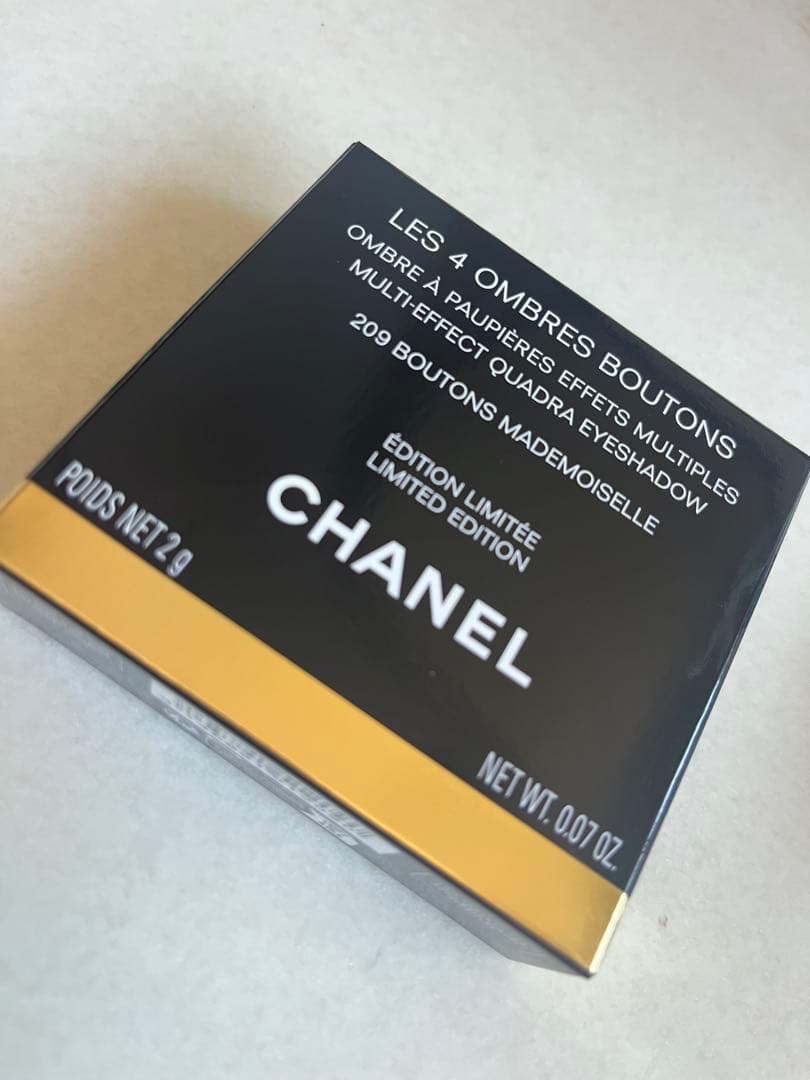 LES 4 OMBRES BOUTONS
OMBRE À PAUPIÈRES EFFETS MULTIPLES
MULTI-EFFECT QUADRA EYESHADOW
209 BOUTONS MADEMOISELLE
ÉDITION LIMITÉE
LIMITED EDITION
CHANEL
POIDS NET 2 g
NET WT. 0.07 OZ.